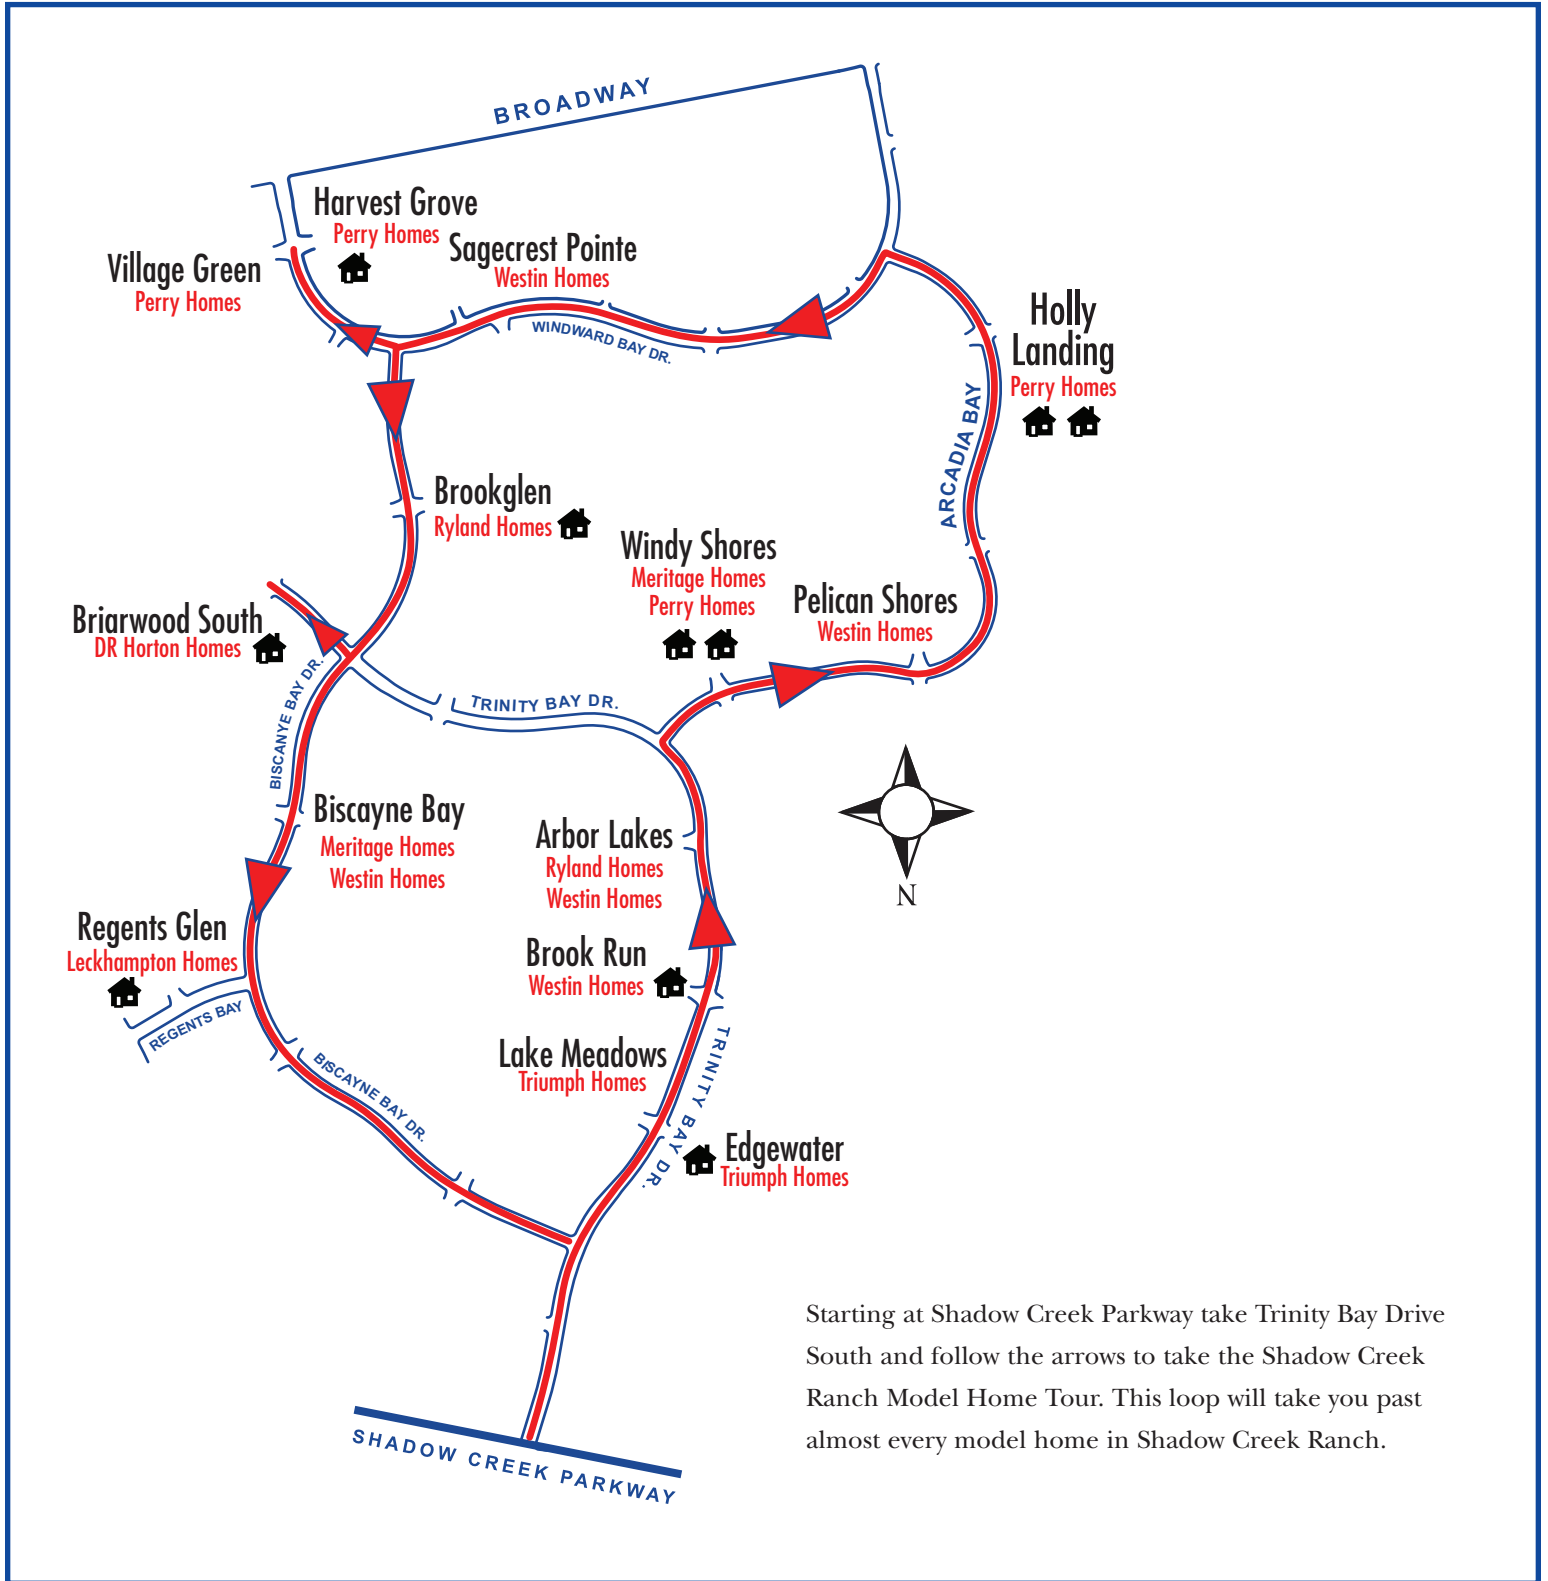 BROADWAY
Harvest Grove
Perry Homes
Sagecrest Pointe
Westin Homes
Village Green
Perry Homes
WINDWARD BAY DR.
Holly
Landing
Perry Homes
ARCADIA BAY
Brookglen
Ryland Homes
Windy Shores
Meritage Homes
Perry Homes
Pelican Shores
Westin Homes
Briarwood South
DR Horton Homes
BISCANYE BAY DR.
TRINITY BAY DR.
Biscayne Bay
Meritage Homes
Westin Homes
Arbor Lakes
Ryland Homes
Westin Homes
N
Regents Glen
Leckhampton Homes
REGENTS BAY
Brook Run
Westin Homes
Lake Meadows
Triumph Homes
TRINITY BAY DR.
BISCAYNE BAY DR.
Edgewater
Triumph Homes
Starting at Shadow Creek Parkway take Trinity Bay Drive
South and follow the arrows to take the Shadow Creek
Ranch Model Home Tour. This loop will take you past
almost every model home in Shadow Creek Ranch.
SHADOW CREEK PARKWAY